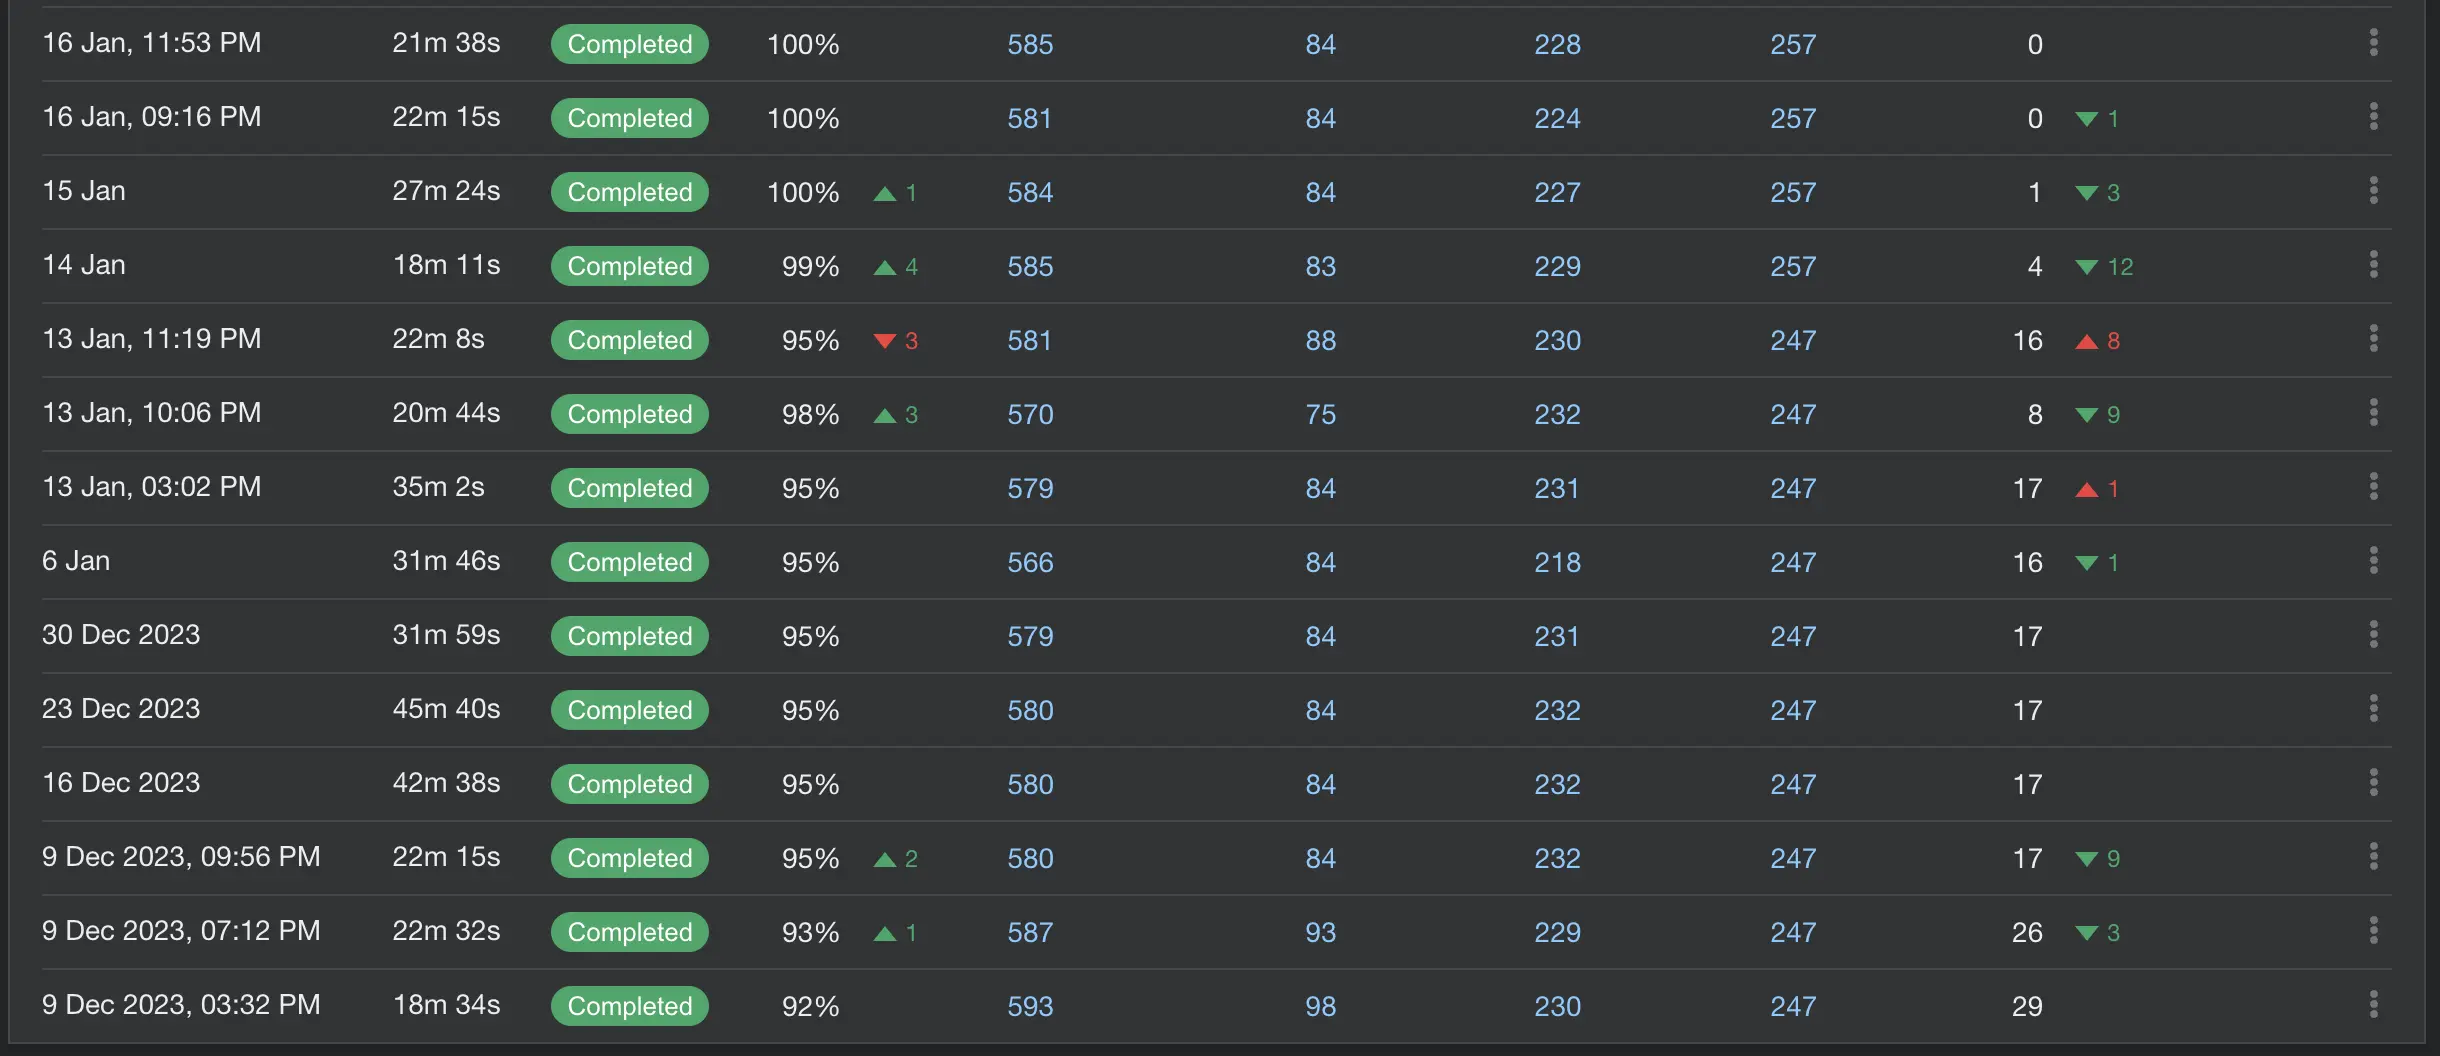 16 Jan, 11:53 PM 21m 38s Completed 100% 585 84 228 257 0
16 Jan, 09:16 PM 22m 15s Completed 100% 581 84 224 257 0 ▼ 1
15 Jan 27m 24s Completed 100% ▲ 1 584 84 227 257 1 ▼ 3
14 Jan 18m 11s Completed 99% ▲ 4 585 83 229 257 4 ▼ 12
13 Jan, 11:19 PM 22m 8s Completed 95% ▼ 3 581 88 230 247 16 ▲ 8
13 Jan, 10:06 PM 20m 44s Completed 98% ▲ 3 570 75 232 247 8 ▼ 9
13 Jan, 03:02 PM 35m 2s Completed 95% 579 84 231 247 17 ▲ 1
6 Jan 31m 46s Completed 95% 566 84 218 247 16 ▼ 1
30 Dec 2023 31m 59s Completed 95% 579 84 231 247 17
23 Dec 2023 45m 40s Completed 95% 580 84 232 247 17
16 Dec 2023 42m 38s Completed 95% 580 84 232 247 17
9 Dec 2023, 09:56 PM 22m 15s Completed 95% ▲ 2 580 84 232 247 17 ▼ 9
9 Dec 2023, 07:12 PM 22m 32s Completed 93% ▲ 1 587 93 229 247 26 ▼ 3
9 Dec 2023, 03:32 PM 18m 34s Completed 92% 593 98 230 247 29